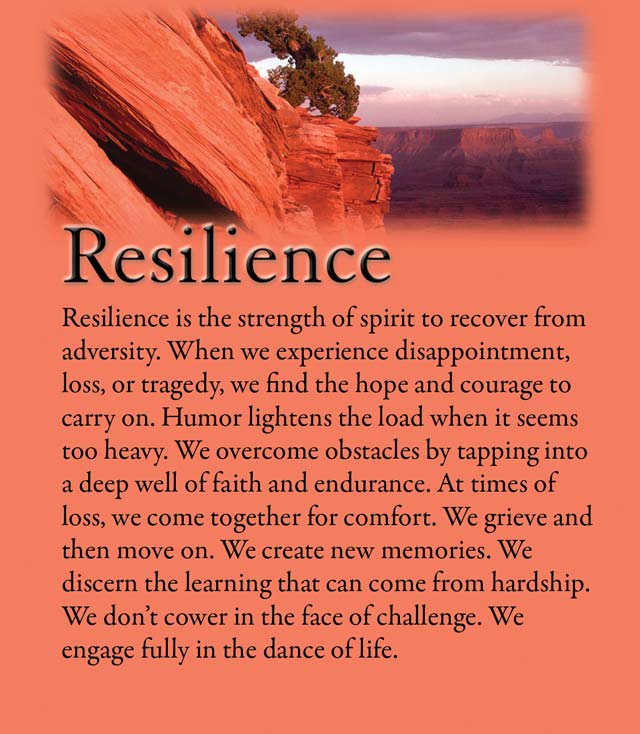 Resilience
Resilience is the strength of spirit to recover from
adversity. When we experience disappointment,
loss, or tragedy, we find the hope and courage to
carry on. Humor lightens the load when it seems
too heavy. We overcome obstacles by tapping into
a deep well of faith and endurance. At times of
loss, we come together for comfort. We grieve and
then move on. We create new memories. We
discern the learning that can come from hardship.
We don’t cower in the face of challenge. We
engage fully in the dance of life.